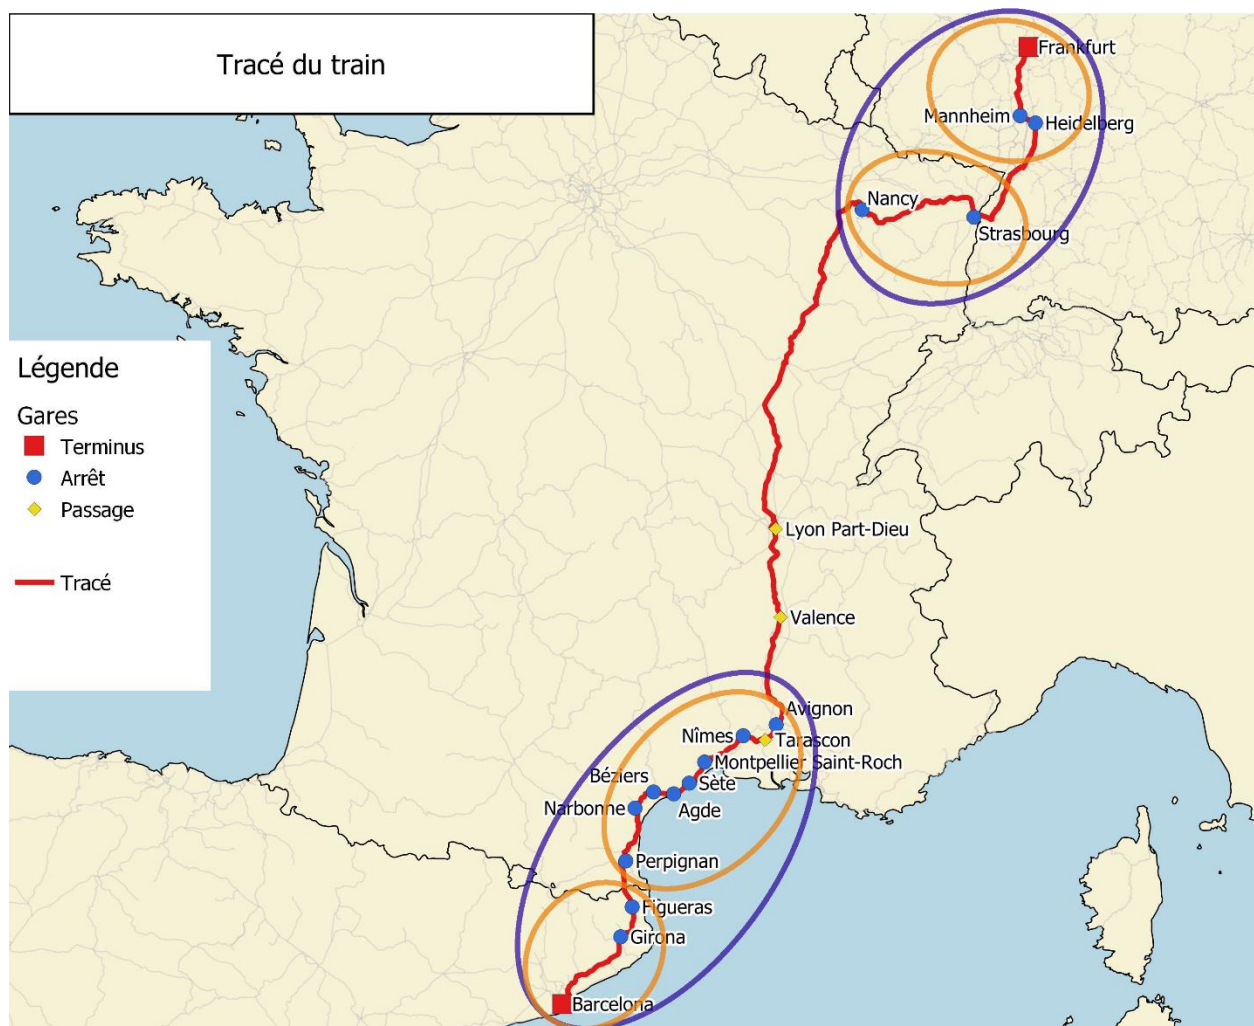 Tracé du train
Frankfurt
Mannheim
Heidelberg
Nancy
Strasbourg
Légende
Gares
Terminus
Arrêt
Passage
Tracé
Lyon Part-Dieu
Valence
Avignon
Nîmes
Tarascon
Montpellier Saint-Roch
Béziers
Sète
Narbonne
Agde
Perpignan
Figueras
Girona
Barcelona